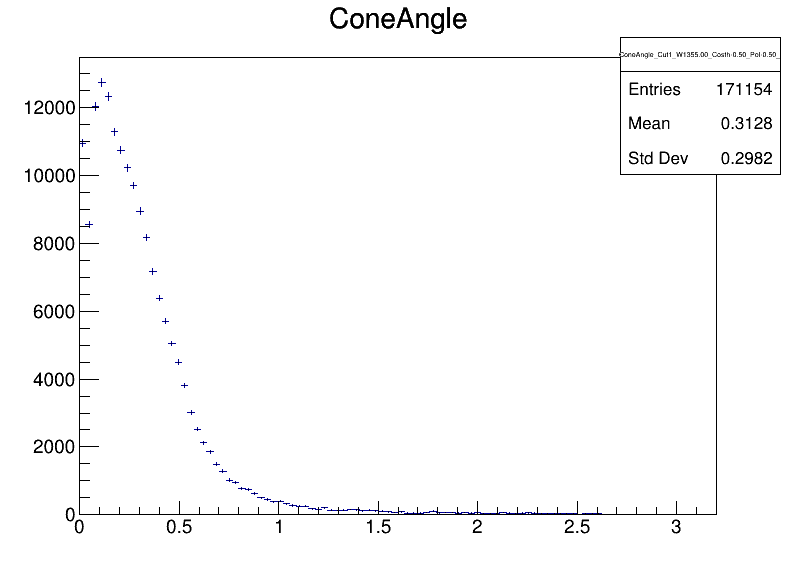 ConeAngle
ConeAngle_Cut1_W1355.00_Costh-0.50_Pol-0.50_
Entries 171154
Mean 0.3128
Std Dev 0.2982
12000
10000
8000
6000
4000
2000
0
0 0.5 1 1.5 2 2.5 3